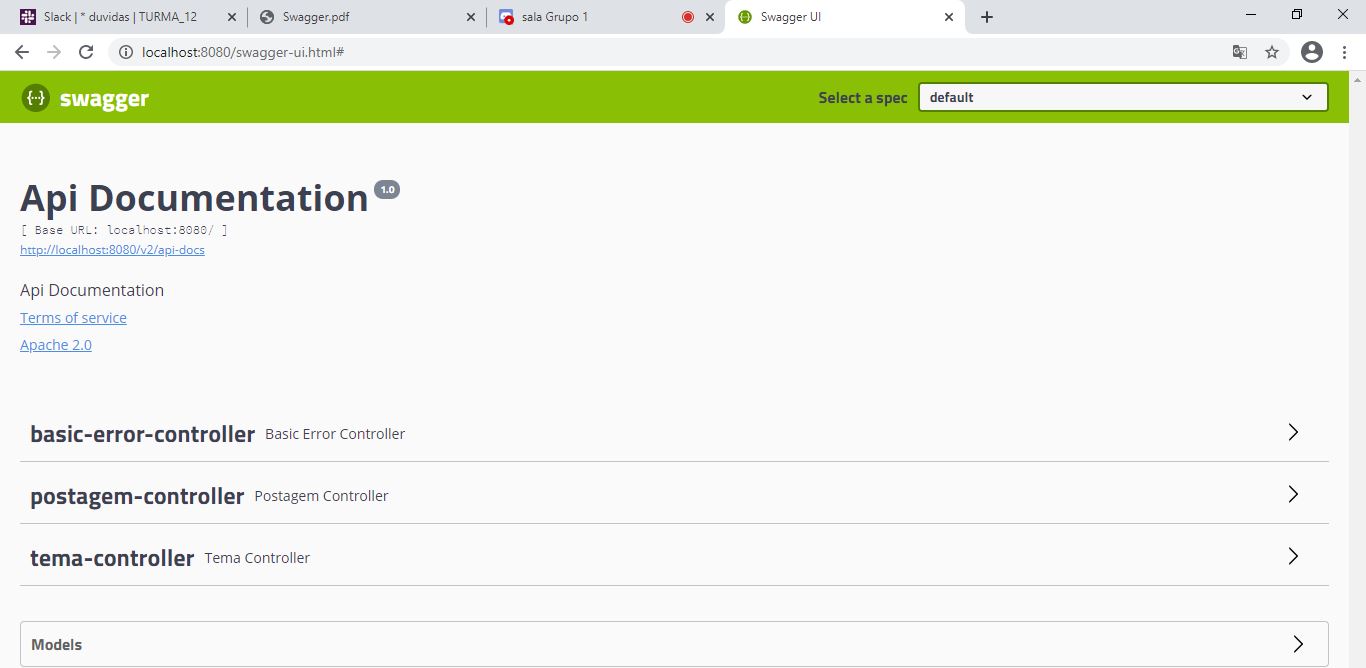 Slack | * duvidas | TURMA_12
Swagger.pdf
sala Grupo 1
Swagger UI
localhost:8080/swagger-ui.html#
{··} swagger
Select a spec
default
Api Documentation 1.0
[ Base URL: localhost:8080/ ]
http://localhost:8080/v2/api-docs
Api Documentation
Terms of service
Apache 2.0
basic-error-controller Basic Error Controller
postagem-controller Postagem Controller
tema-controller Tema Controller
Models